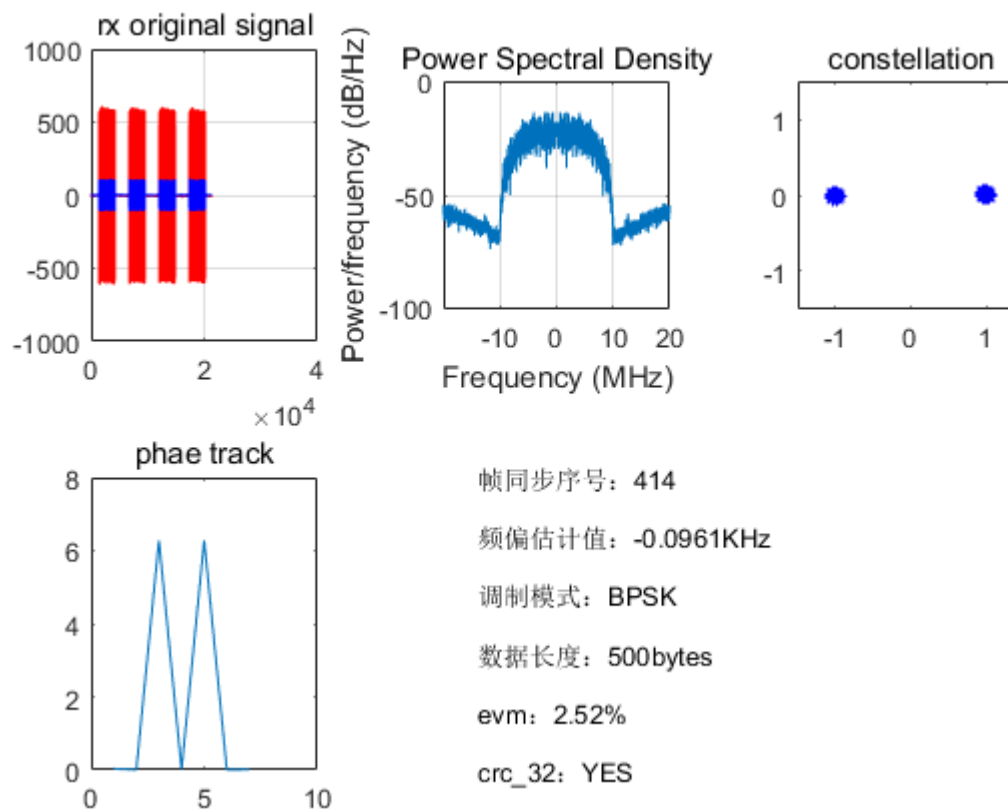 rx original signal
1000
500
0
-500
-1000
0
2
4
×10^4
Power Spectral Density
Power/frequency (dB/Hz)
0
-50
-100
-10
0
10
20
Frequency (MHz)
constellation
1
0
-1
-1
0
1
phae track
8
6
4
2
0
0
5
10
帧同步序号：414
频偏估计值：-0.0961KHz
调制模式：BPSK
数据长度：500bytes
evm：2.52%
crc_32：YES